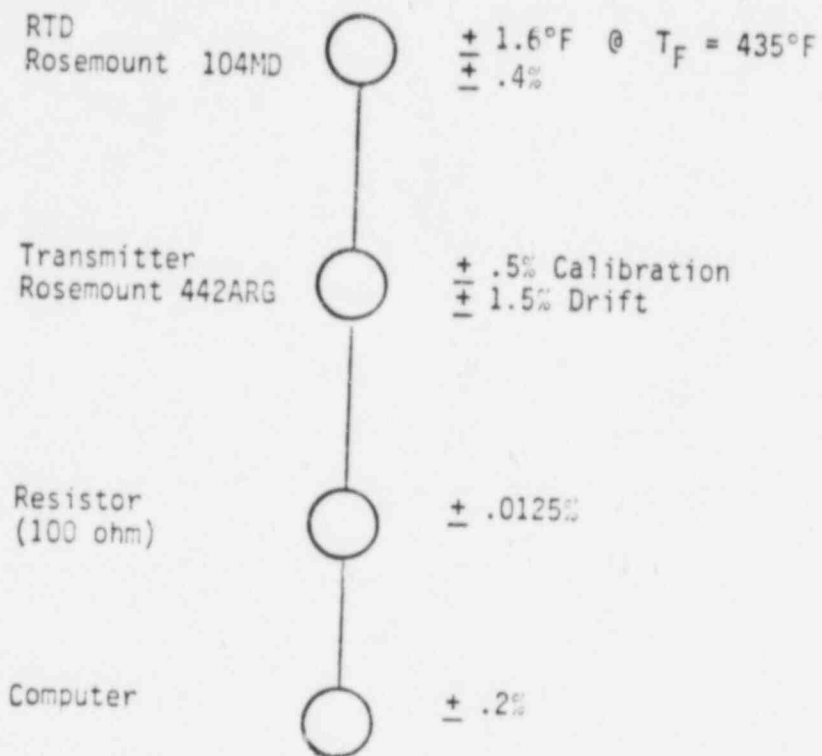 RTD
Rosemount 104MD
± 1.6°F @ T_F = 435°F
± .4%
Transmitter
Rosemount 442ARG
± .5% Calibration
± 1.5% Drift
Resistor
(100 ohm)
± .0125%
Computer
± .2%